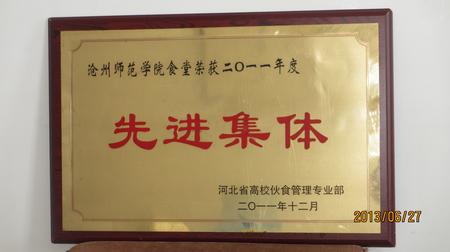 沧州师范学院食堂荣获二〇一一年度
先进集体
河北省高校伙食管理专业部
二〇一一年十二月
2013/06/27